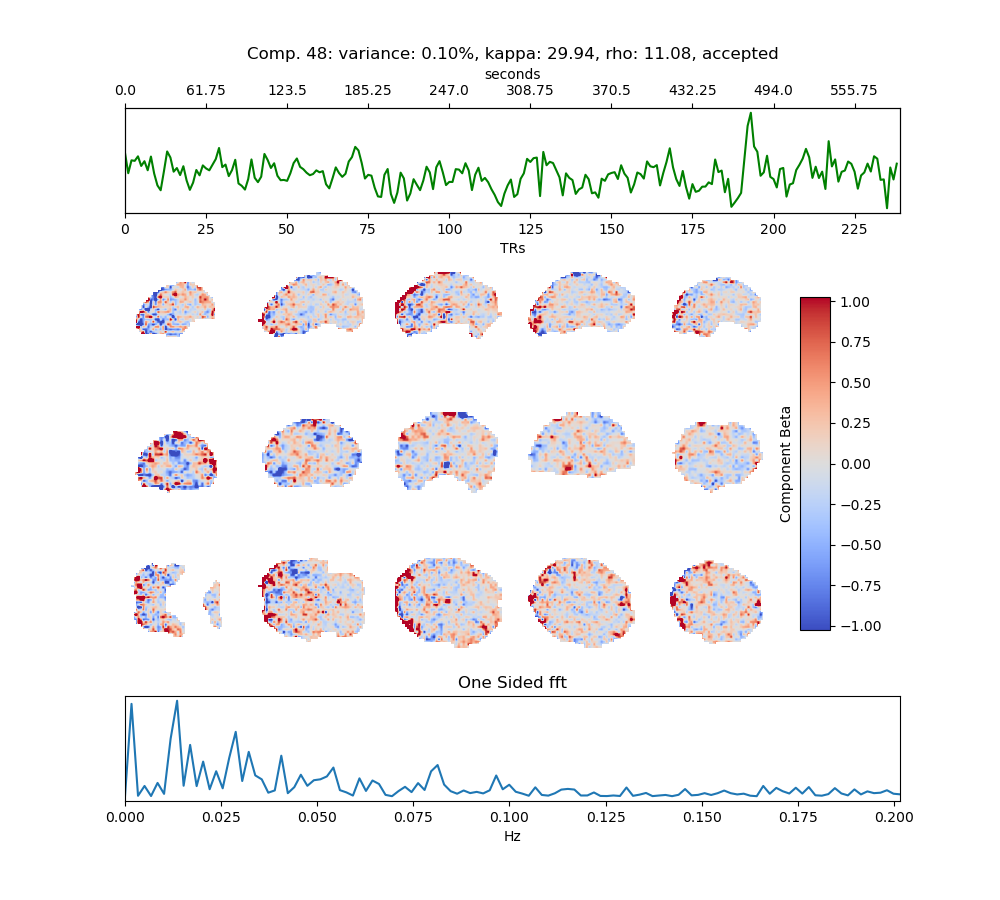 Comp. 48: variance: 0.10%, kappa: 29.94, rho: 11.08, accepted
seconds
0.0 61.75 123.5 185.25 247.0 308.75 370.5 432.25 494.0 555.75
0 25 50 75 100 125 150 175 200 225
TRs
1.00
0.75
0.50
0.25
0.00
−0.25
−0.50
−0.75
−1.00
Component Beta
One Sided fft
0.000 0.025 0.050 0.075 0.100 0.125 0.150 0.175 0.200
Hz